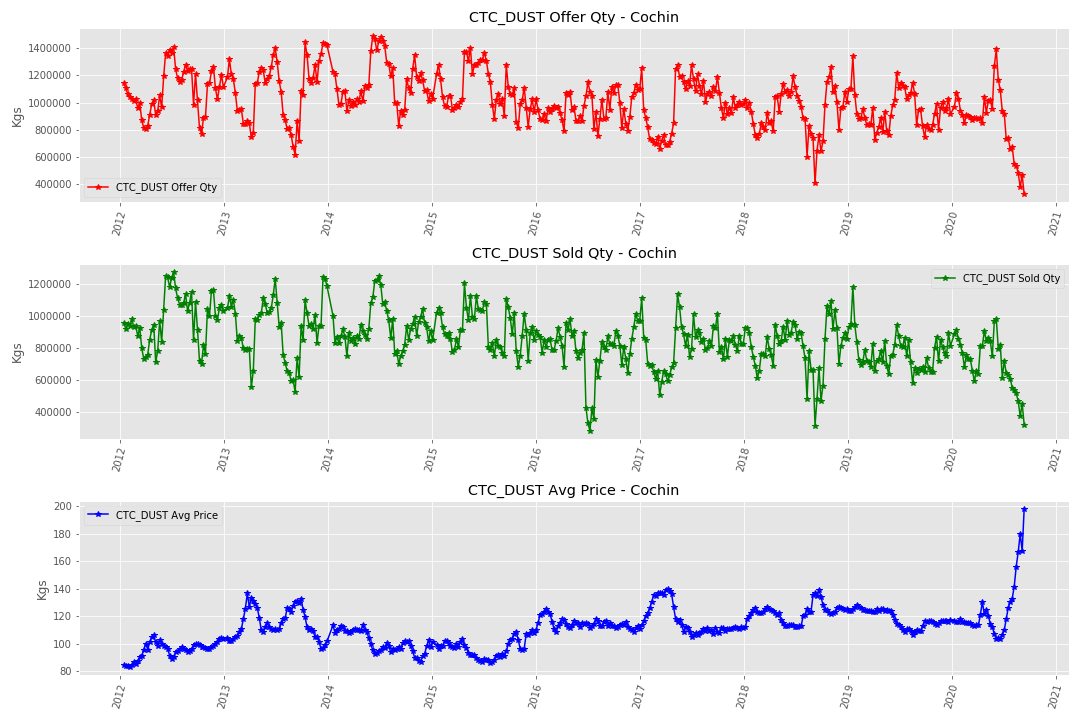 CTC_DUST Offer Qty - Cochin
1400000
1200000
1000000
800000
600000
400000
Kgs
CTC_DUST Offer Qty
2012 2013 2014 2015 2016 2017 2018 2019 2020 2021
CTC_DUST Sold Qty - Cochin
1200000
1000000
800000
600000
400000
Kgs
CTC_DUST Sold Qty
2012 2013 2014 2015 2016 2017 2018 2019 2020 2021
CTC_DUST Avg Price - Cochin
200
180
160
140
120
100
80
Kgs
CTC_DUST Avg Price
2012 2013 2014 2015 2016 2017 2018 2019 2020 2021